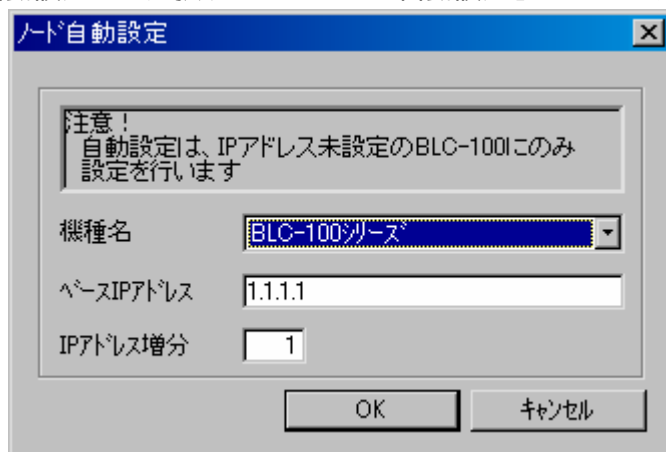 ﾉｰﾄﾞ自動設定
注意！
自動設定は、IPアドレス未設定のBLC-100にのみ
設定を行います
機種名
BLC-100ｼﾘｰｽﾞ
ﾍﾞｰｽIPｱﾄﾞﾚｽ
1.1.1.1
IPｱﾄﾞﾚｽ増分
1
OK
ｷｬﾝｾﾙ